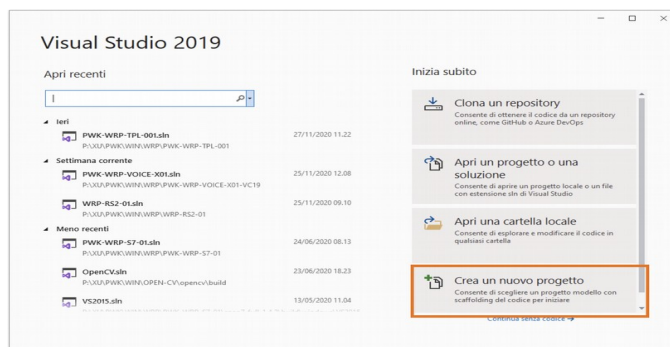 Visual Studio 2019
Apri recenti
Ieri
PWK-WRP-TPL-001.sln
27/11/2020 11.22
P:\XU\PWK\WIN\WRP\PWK-WRP-TPL-001
Settimana corrente
PWK-WRP-VOICE-X01.sln
25/11/2020 12.08
P:\XU\PWK\WIN\WRP\PWK-WRP-VOICE-X01-VC19
WRP-RS2-01.sln
25/11/2020 09.10
P:\XU\PWK\WIN\WRP\WRP-RS2-01
Meno recenti
PWK-WRP-S7-01.sln
24/06/2020 08.13
P:\XU\PWK\WIN\WRP\PWK-WRP-S7-01
OpenCV.sln
23/06/2020 18.23
P:\XU\PWK\WIN\OPEN-CV\opencv\build
VS2015.sln
13/05/2020 11.04
Inizia subito
Clona un repository
Consente di ottenere il codice da un repository
online, come GitHub o Azure DevOps
Apri un progetto o una
soluzione
Consente di aprire un progetto locale o un file
con estensione sln di Visual Studio
Apri una cartella locale
Consente di esplorare e modificare il codice in
qualsiasi cartella
Crea un nuovo progetto
Consente di scegliere un progetto modello con
scaffolding del codice per iniziare
Continua senza codice →